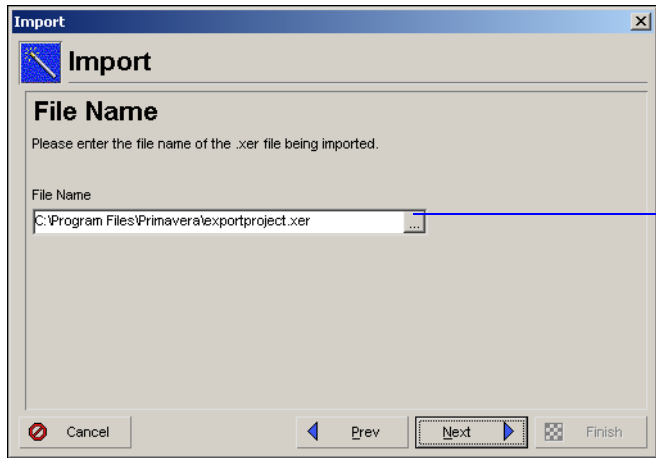 Import
Import
File Name
Please enter the file name of the .xer file being imported.
File Name
C:\Program Files\Primavera\exportproject.xer
...
Cancel
Prev
Next
Finish